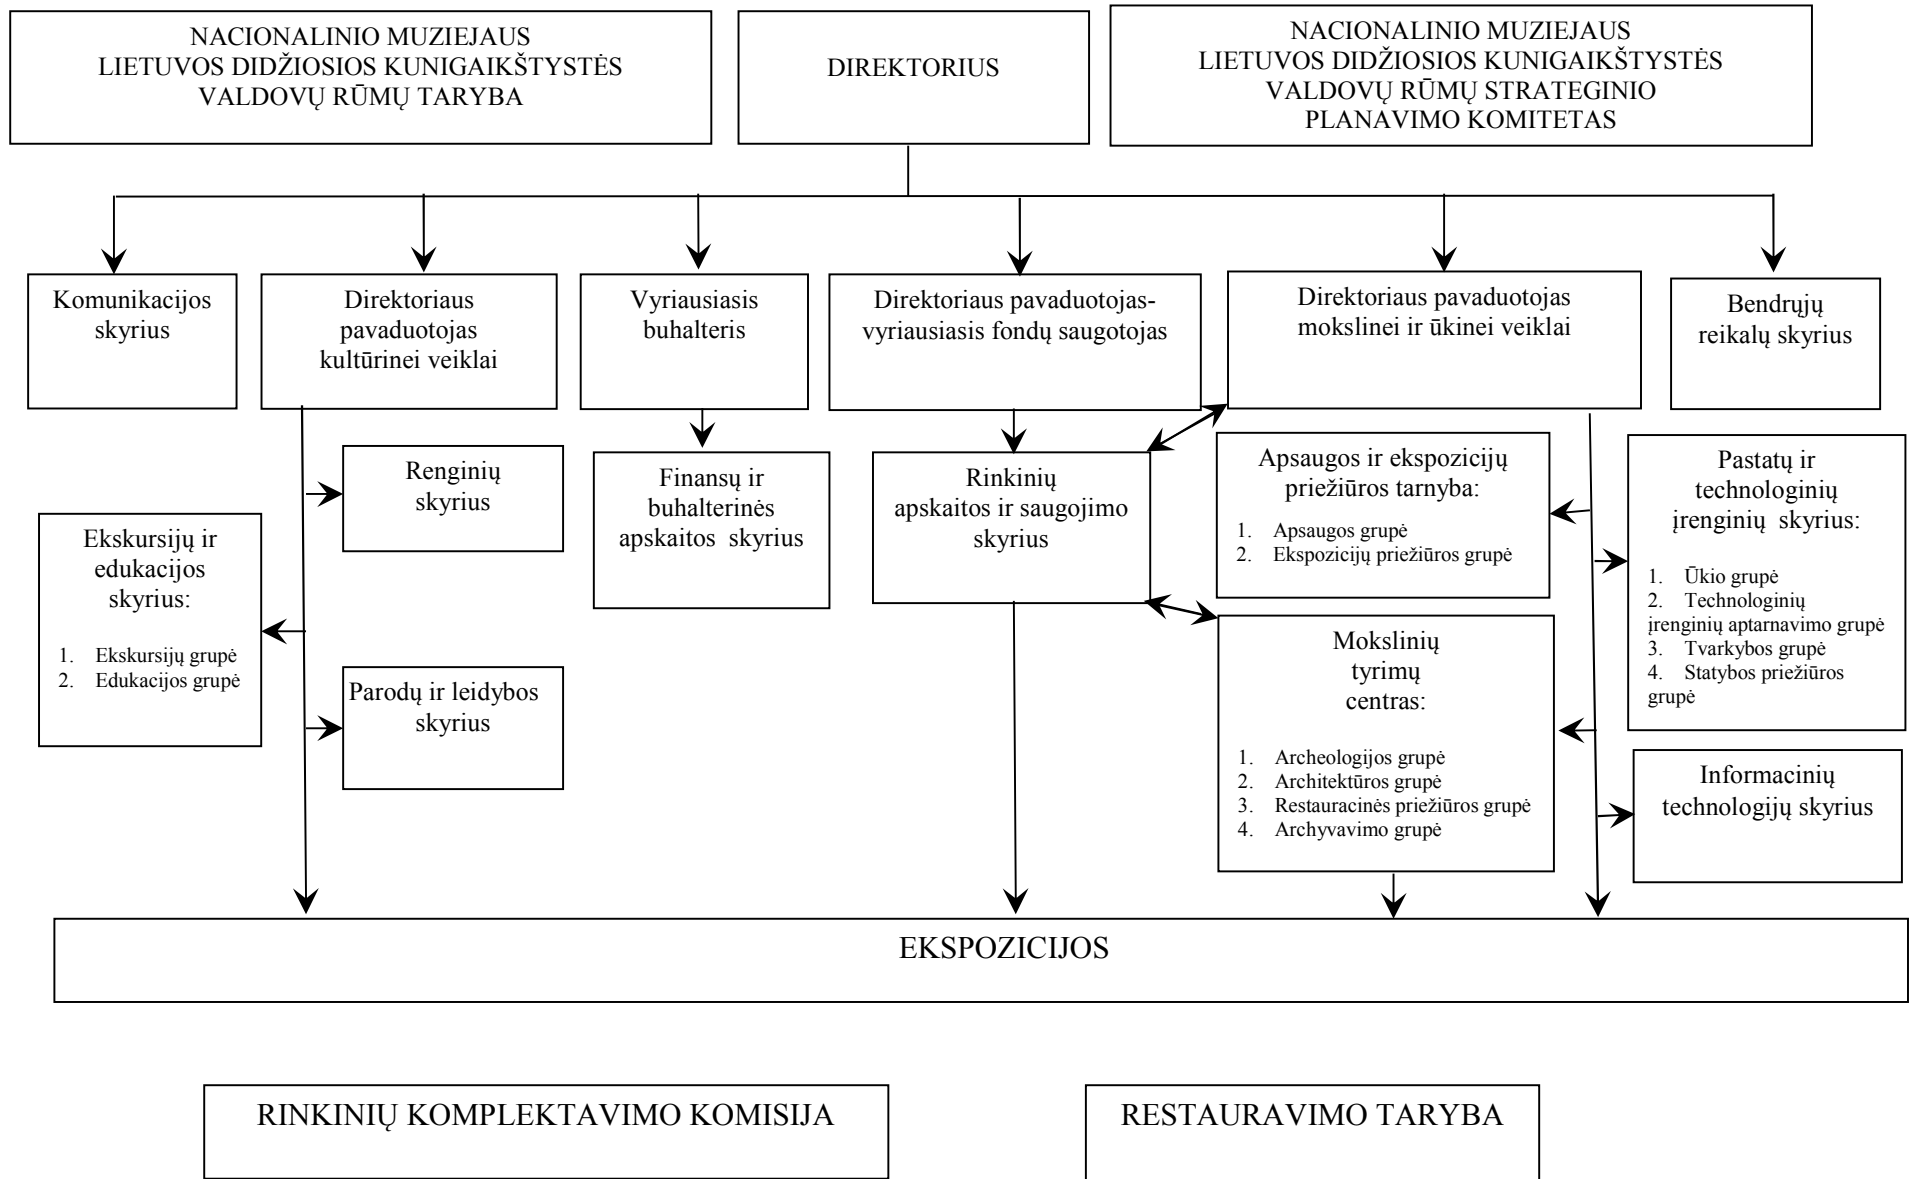 NACIONALINIO MUZIEJAUS
LIETUVOS DIDŽIOSIOS KUNIGAIKŠTYSTĖS
VALDOVŲ RŪMŲ TARYBA
DIREKTORIUS
NACIONALINIO MUZIEJAUS
LIETUVOS DIDŽIOSIOS KUNIGAIKŠTYSTĖS
VALDOVŲ RŪMŲ STRATEGINIO
PLANAVIMO KOMITETAS
Komunikacijos
skyrius
Direktoriaus
pavaduotojas
kultūrinei veiklai
Vyriausiasis
buhalteris
Direktoriaus pavaduotojas-
vyriausiasis fondų saugotojas
Direktoriaus pavaduotojas
mokslinei ir ūkinei veiklai
Bendrųjų
reikalų skyrius
Renginių
skyrius
Ekskursijų ir
edukacijos
skyrius:
1. Ekskursijų grupė
2. Edukacijos grupė
Parodų ir leidybos
skyrius
Finansų ir
buhalterinės
apskaitos skyrius
Rinkinių
apskaitos ir saugojimo
skyrius
Apsaugos ir ekspozicijų
priežiūros tarnyba:
1. Apsaugos grupė
2. Ekspozicijų priežiūros grupė
Mokslinių
tyrimų
centras:
1. Archeologijos grupė
2. Architektūros grupė
3. Restauracinės priežiūros grupė
4. Archyvavimo grupė
Pastatų ir
technologinių
įrenginių skyrius:
1. Ūkio grupė
2. Technologinių
įrenginių aptarnavimo grupė
3. Tvarkybos grupė
4. Statybos priežiūros
grupė
Informacinių
technologijų skyrius
EKSPOZICIJOS
RINKINIŲ KOMPLEKTAVIMO KOMISIJA
RESTAURAVIMO TARYBA